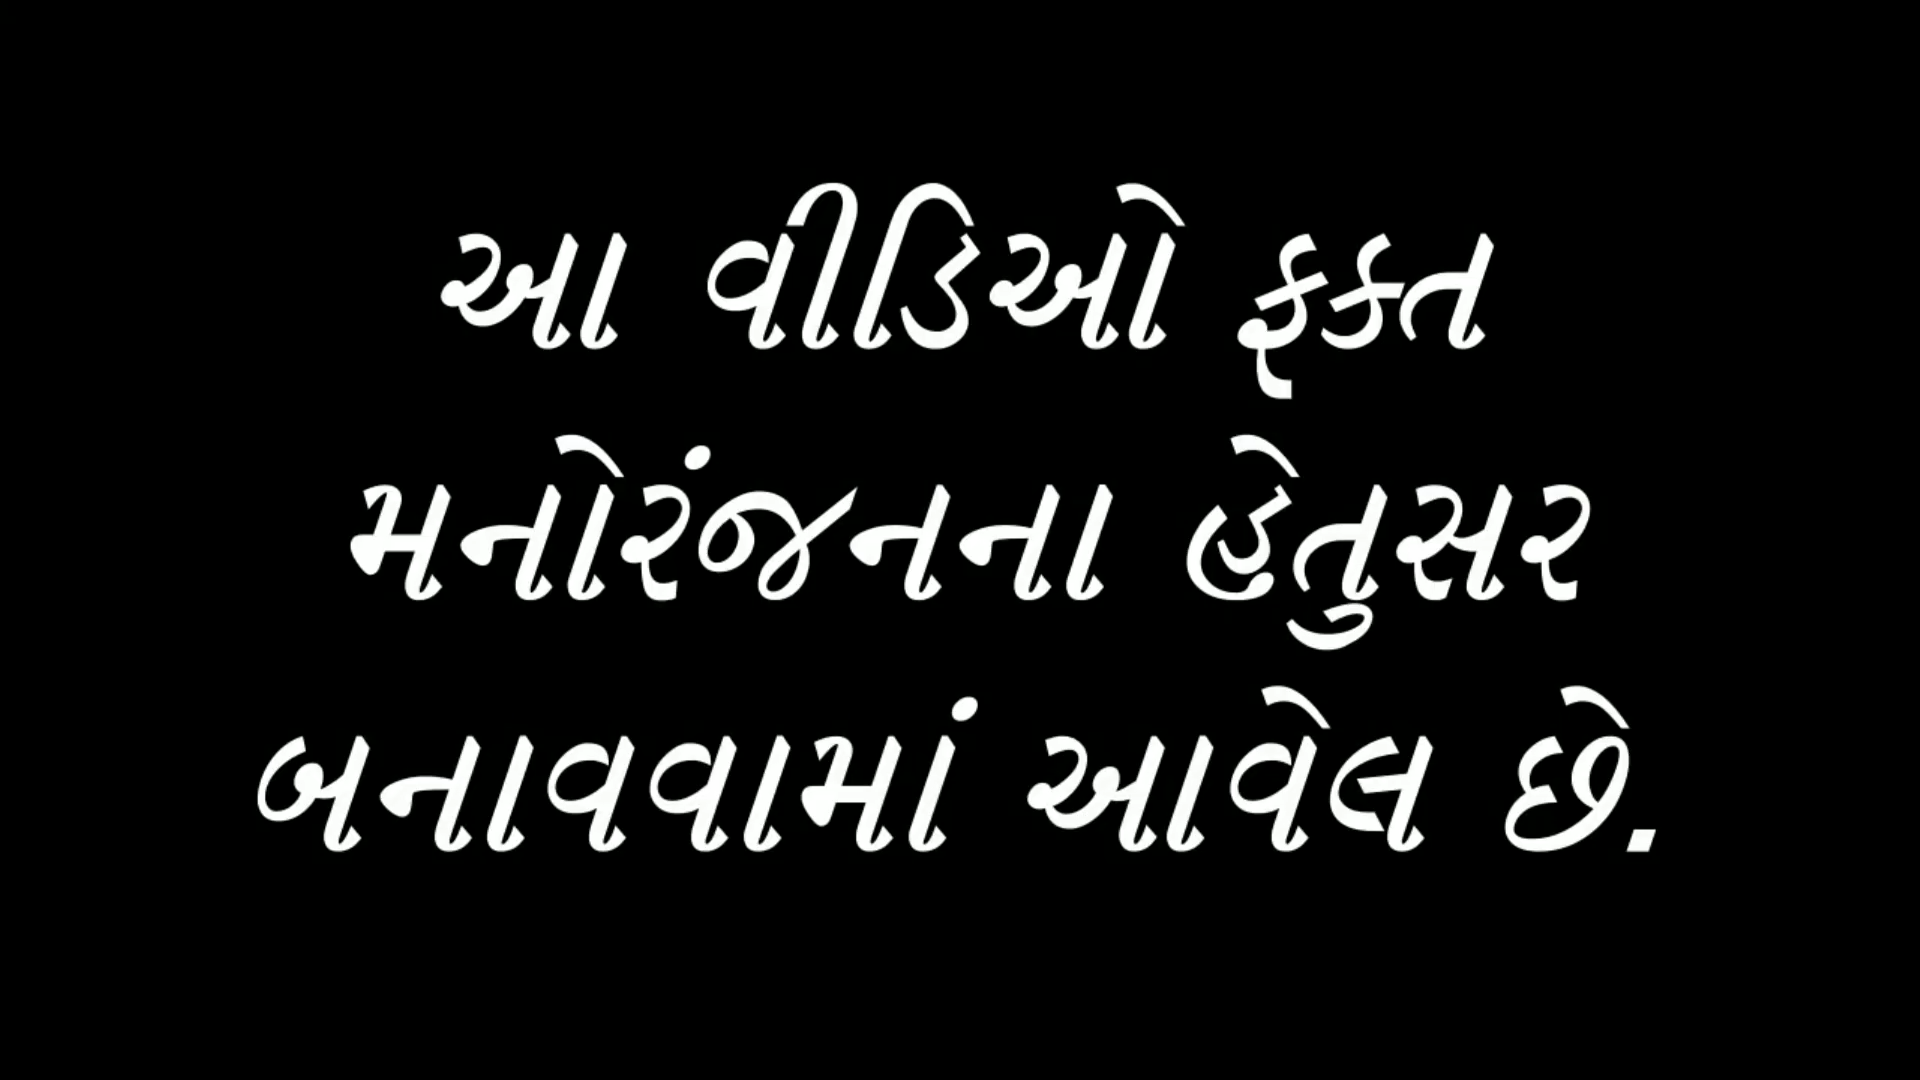 આ વીડિઓ ફક્ત
મનોરંજનના હેતુસર
બનાવવામાં આવેલ છે.